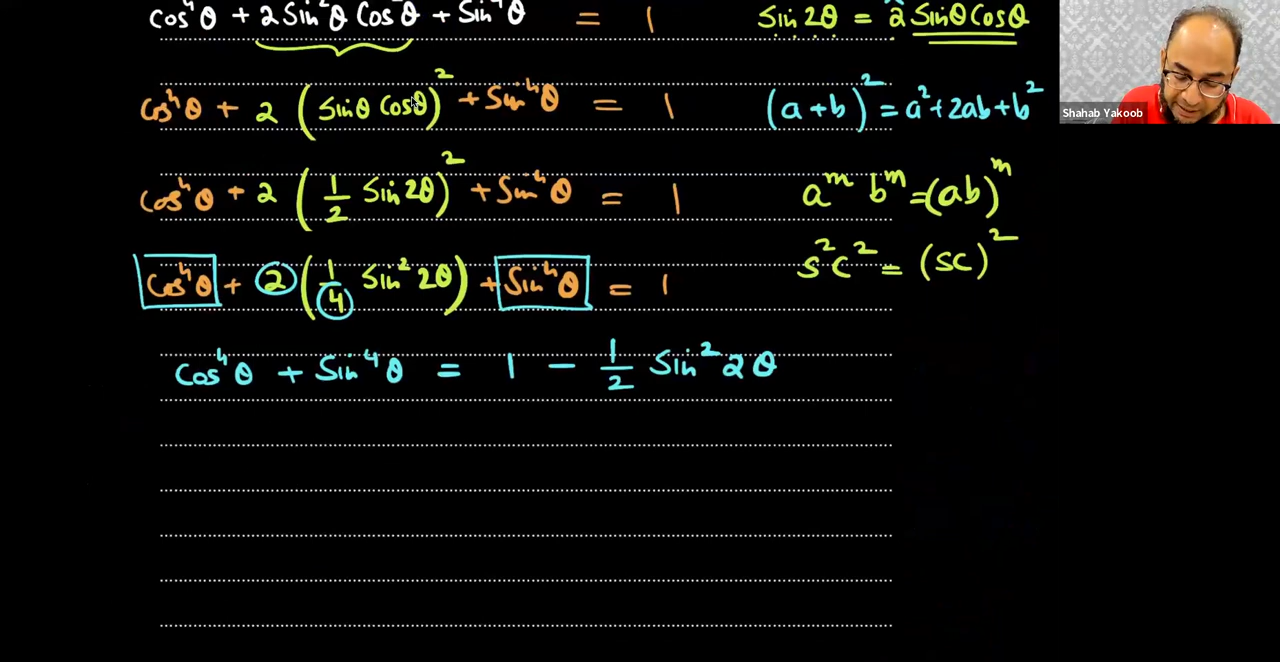 cos⁴θ + 2 Sin²θ Cos²θ + Sin⁴θ = 1
Sin 2θ = 2 Sinθ Cosθ
Cos⁴θ + 2 (Sinθ Cosθ)² + Sin⁴θ = 1
(a+b)² = a²+2ab+b²
Shahab Yakoob
Cos⁴θ + 2 (1/2 Sin 2θ)² + Sin⁴θ = 1
aᵐ bᵐ = (ab)ᵐ
Cos⁴θ + 2 (1/4 Sin² 2θ) + Sin⁴θ = 1
s²c² = (sc)²
Cos⁴θ + Sin⁴θ = 1 − 1/2 Sin² 2θ